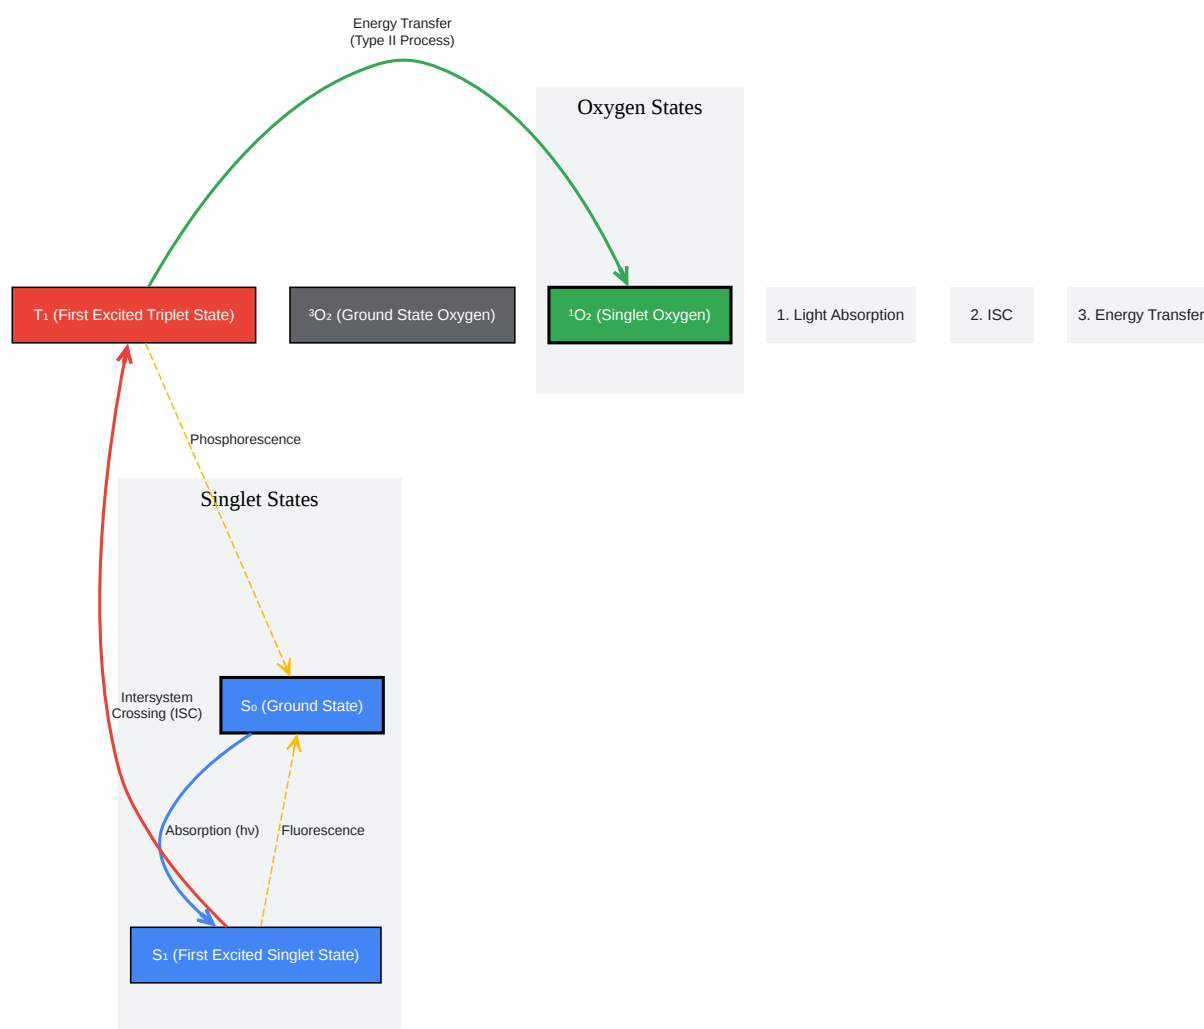 Energy Transfer
(Type II Process)
Oxygen States
T₁ (First Excited Triplet State)
³O₂ (Ground State Oxygen)
¹O₂ (Singlet Oxygen)
1. Light Absorption
2. ISC
3. Energy Transfer
Phosphorescence
Singlet States
Intersystem
Crossing (ISC)
S₀ (Ground State)
Absorption (hν)
Fluorescence
S₁ (First Excited Singlet State)